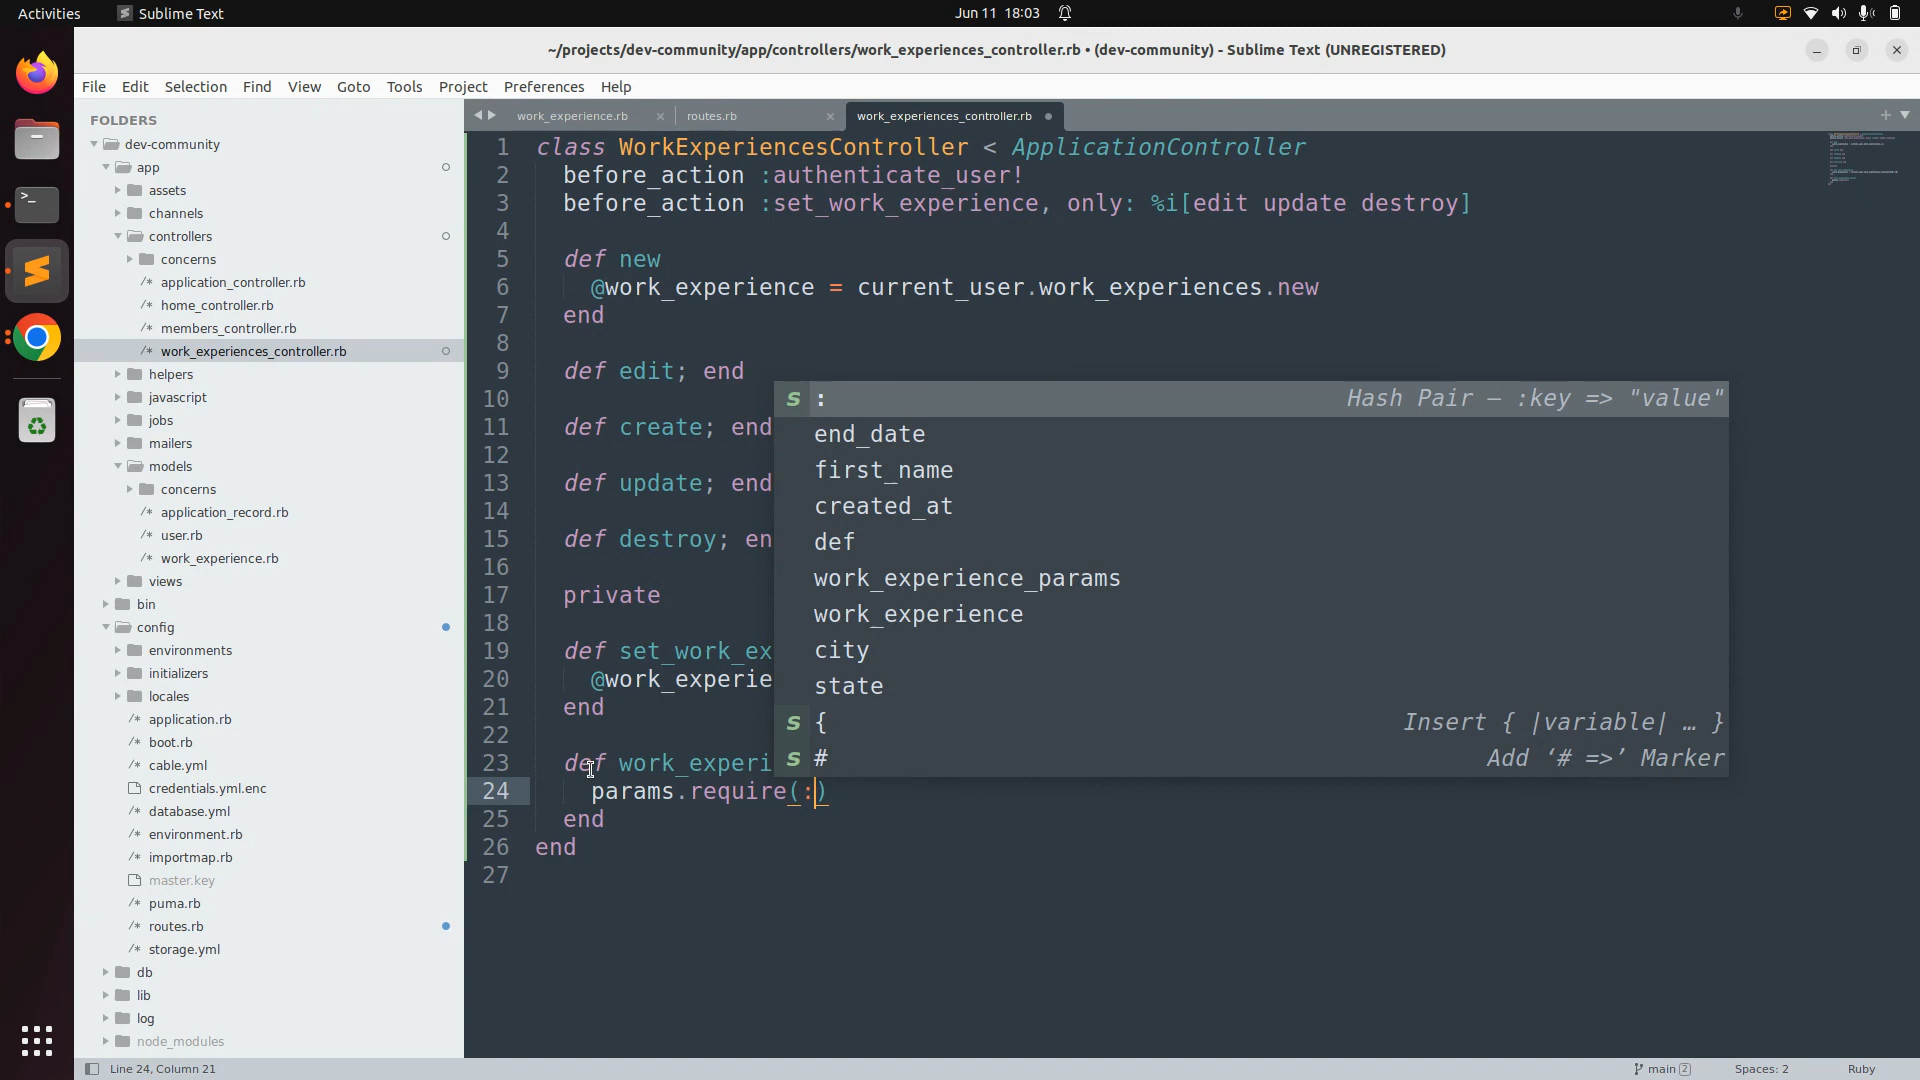 Activities
Sublime Text
Jun 11 18:03
~/projects/dev-community/app/controllers/work_experiences_controller.rb • (dev-community) - Sublime Text (UNREGISTERED)
File Edit Selection Find View Goto Tools Project Preferences Help
FOLDERS
dev-community
app
assets
channels
controllers
concerns
application_controller.rb
home_controller.rb
members_controller.rb
work_experiences_controller.rb
helpers
javascript
jobs
mailers
models
concerns
application_record.rb
user.rb
work_experience.rb
views
bin
config
environments
initializers
locales
application.rb
boot.rb
cable.yml
credentials.yml.enc
database.yml
environment.rb
importmap.rb
master.key
puma.rb
routes.rb
storage.yml
db
lib
log
node_modules
work_experience.rb
routes.rb
work_experiences_controller.rb
1 class WorkExperiencesController < ApplicationController
2 before_action :authenticate_user!
3 before_action :set_work_experience, only: %i[edit update destroy]
4
5 def new
6 @work_experience = current_user.work_experiences.new
7 end
8
9 def edit; end
10
11 def create; end
12
13 def update; end
14
15 def destroy; en
16
17 private
18
19 def set_work_ex
20 @work_experie
21 end
22
23 def work_experi
24 params.require(:)
25 end
26 end
27
s : Hash Pair — :key => "value"
end_date
first_name
created_at
def
work_experience_params
work_experience
city
state
s { Insert { |variable| … }
s # Add ‘# =>’ Marker
Line 24, Column 21
main 2
Spaces: 2
Ruby